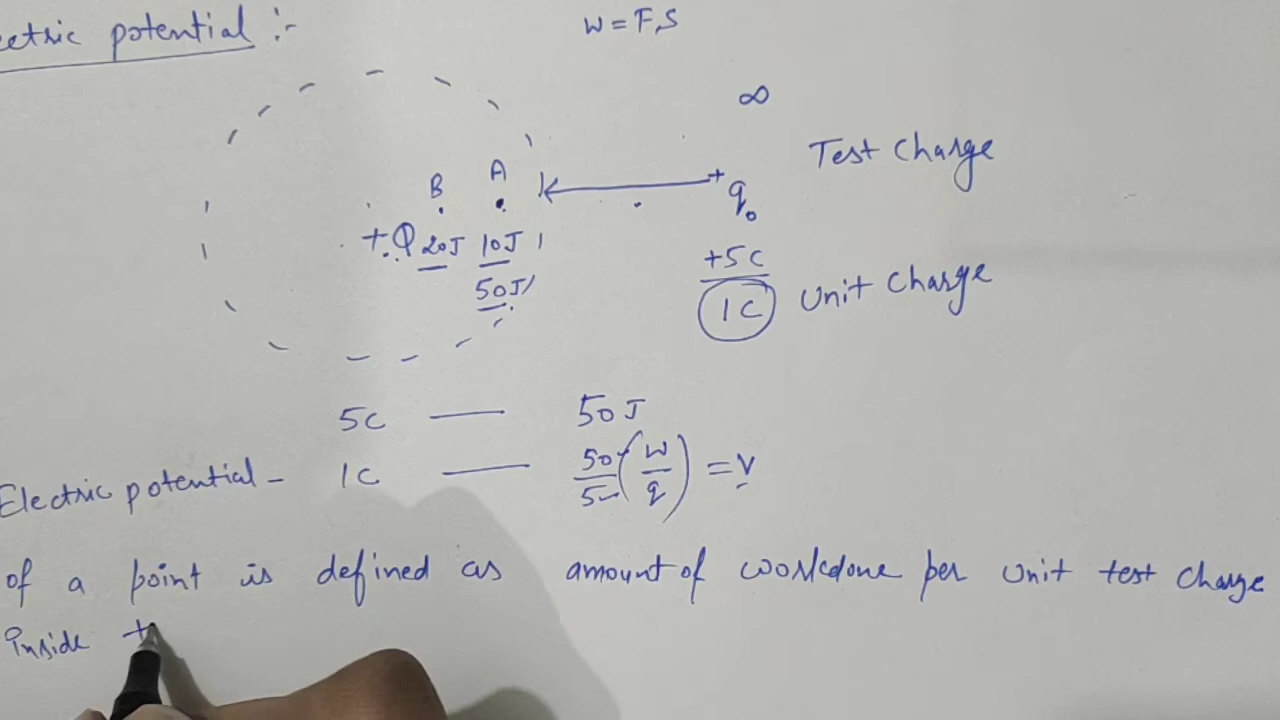 ectric potential :-
W = F.S
∞
Test charge
B A
+ q₀
+Q 20J 10J
50J
+5C
1C unit charge
5C — 50J
Electric potential - 1C — 50/5 (W/q) = V
of a point is defined as amount of workdone per unit test charge
inside t